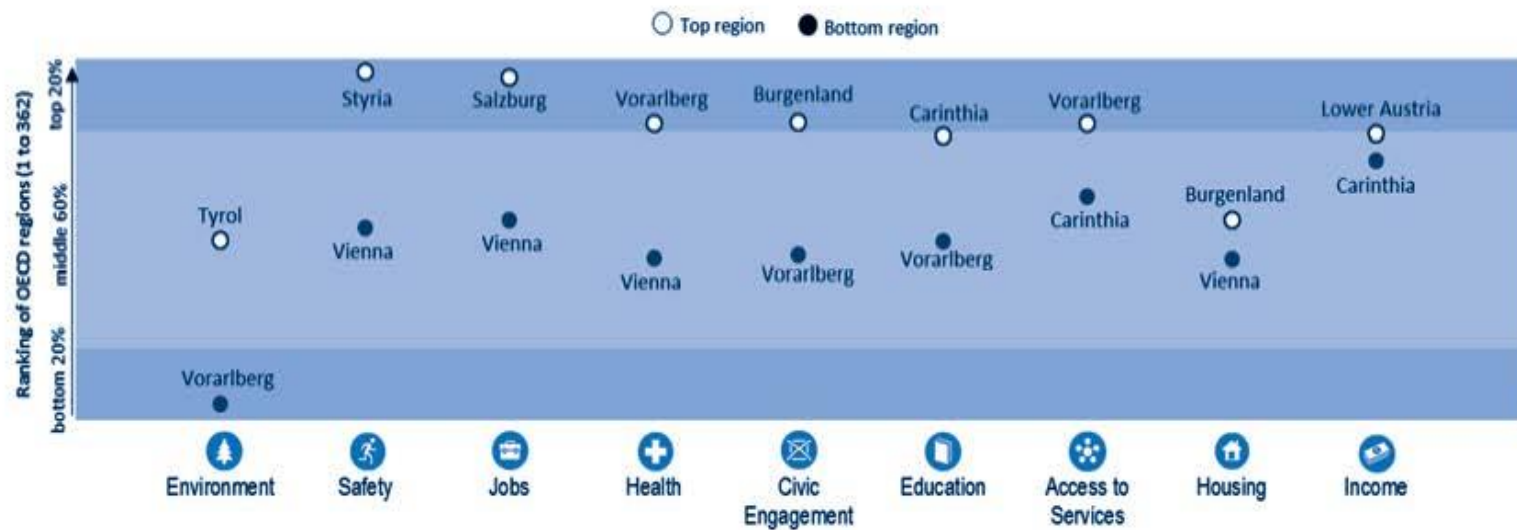 Top region
Bottom region
Ranking of OECD regions (1 to 362)
top 20%
middle 60%
bottom 20%
Tyrol
Vorarlberg
Styria
Vienna
Salzburg
Vienna
Vorarlberg
Vienna
Burgenland
Vorarlberg
Carinthia
Vorarlberg
Vorarlberg
Carinthia
Burgenland
Vienna
Lower Austria
Carinthia
Environment
Safety
Jobs
Health
Civic
Engagement
Education
Access to
Services
Housing
Income